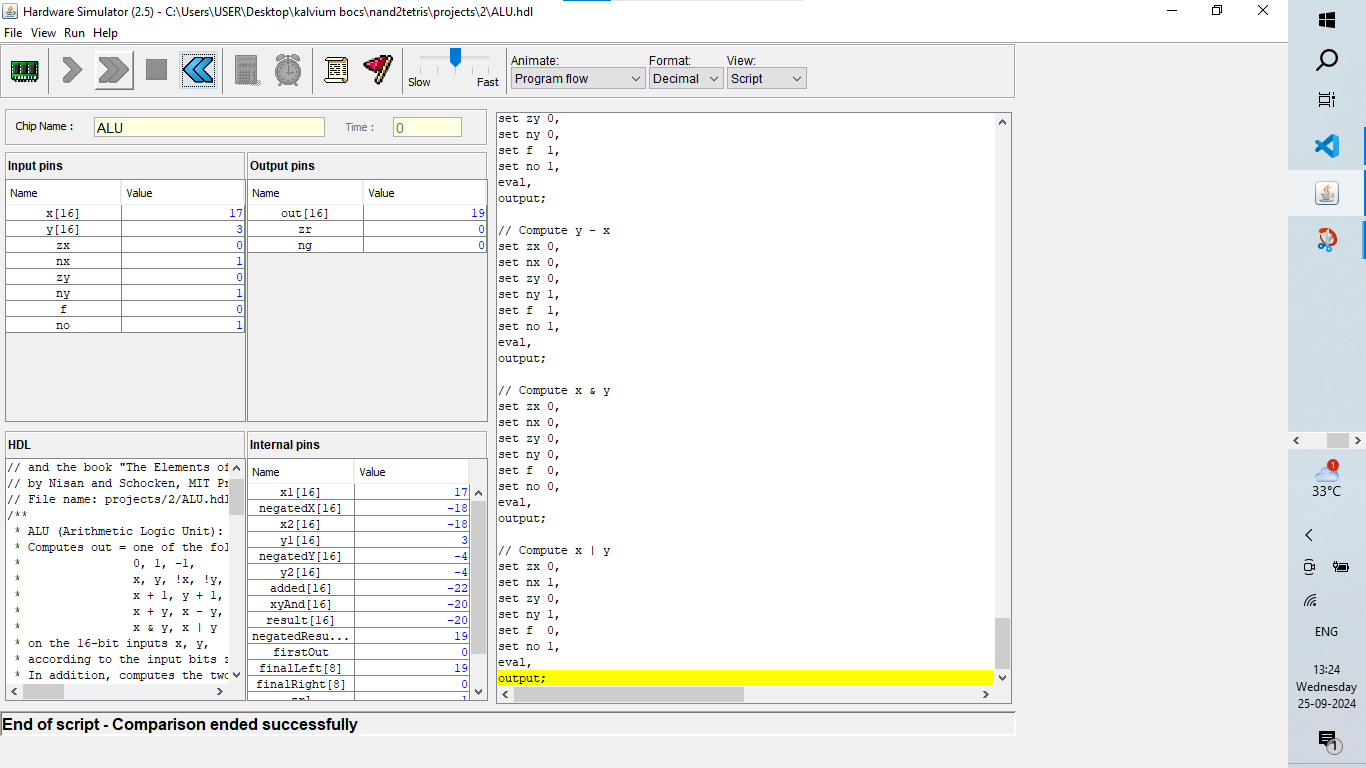 Hardware Simulator (2.5) - C:\Users\USER\Desktop\kalvium bocs\nand2tetris\projects\2\ALU.hdl
File View Run Help
Slow Fast
Animate: Format: View:
Program flow Decimal Script
Chip Name : ALU Time : 0
Input pins
Name Value
x[16] 17
y[16] 3
zx 0
nx 1
zy 0
ny 1
f 0
no 1
Output pins
Name Value
out[16] 19
zr 0
ng 0
HDL
// and the book "The Elements of
// by Nisan and Schocken, MIT Pr
// File name: projects/2/ALU.hdl
/**
* ALU (Arithmetic Logic Unit):
* Computes out = one of the fol
* 0, 1, -1,
* x, y, !x, !y,
* x + 1, y + 1,
* x + y, x - y,
* x & y, x | y
* on the 16-bit inputs x, y,
* according to the input bits z
* In addition, computes the two
Internal pins
Name Value
x1[16] 17
negatedX[16] -18
x2[16] -18
y1[16] 3
negatedY[16] -4
y2[16] -4
added[16] -22
xyAnd[16] -20
result[16] -20
negatedResu... 19
firstOut 0
finalLeft[8] 19
finalRight[8] 0
set zy 0,
set ny 0,
set f 1,
set no 1,
eval,
output;
// Compute y - x
set zx 0,
set nx 0,
set zy 0,
set ny 1,
set f 1,
set no 1,
eval,
output;
// Compute x & y
set zx 0,
set nx 0,
set zy 0,
set ny 0,
set f 0,
set no 0,
eval,
output;
// Compute x | y
set zx 0,
set nx 1,
set zy 0,
set ny 1,
set f 0,
set no 1,
eval,
output;
End of script - Comparison ended successfully
1
33°C
ENG
13:24
Wednesday
25-09-2024
1